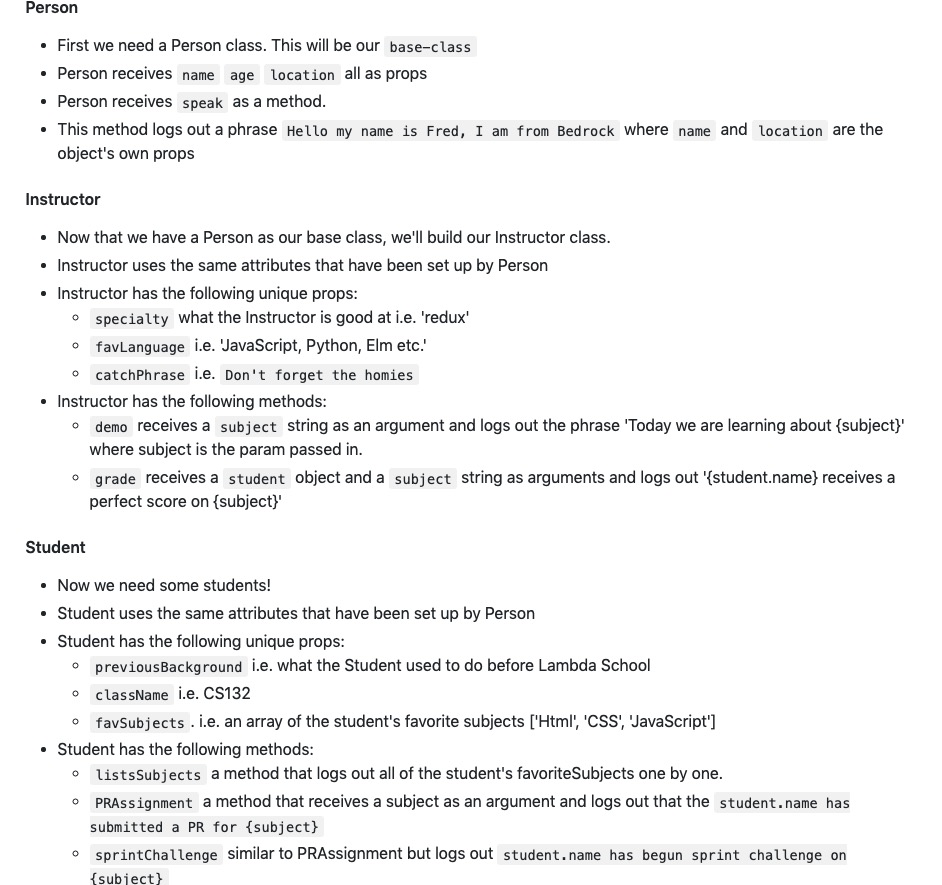 Person
First we need a Person class. This will be our base-class
Person receives name age location all as props
Person receives speak as a method.
This method logs out a phrase Hello my name is Fred, I am from Bedrock where name and location are the
object's own props
Instructor
Now that we have a Person as our base class, we'll build our Instructor class.
Instructor uses the same attributes that have been set up by Person
Instructor has the following unique props:
specialty what the Instructor is good at i.e. 'redux'
favLanguage i.e. 'JavaScript, Python, Elm etc.'
catchPhrase i.e. Don't forget the homies
Instructor has the following methods:
demo receives a subject string as an argument and logs out the phrase 'Today we are learning about {subject}'
where subject is the param passed in.
grade receives a student object and a subject string as arguments and logs out '{student.name} receives a
perfect score on {subject}'
Student
Now we need some students!
Student uses the same attributes that have been set up by Person
Student has the following unique props:
previousBackground i.e. what the Student used to do before Lambda School
className i.e. CS132
favSubjects . i.e. an array of the student's favorite subjects ['Html', 'CSS', 'JavaScript']
Student has the following methods:
listsSubjects a method that logs out all of the student's favoriteSubjects one by one.
PRAssignment a method that receives a subject as an argument and logs out that the student.name has
submitted a PR for {subject}
sprintChallenge similar to PRAssignment but logs out student.name has begun sprint challenge on
{subject}